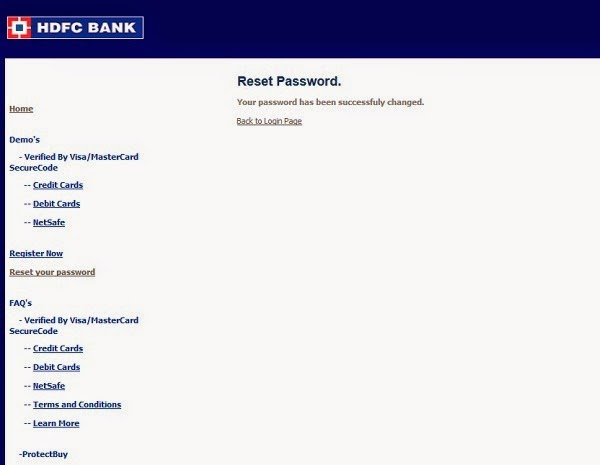 HDFC BANK
Reset Password.
Your password has been successfuly changed.
Back to Login Page
Home
Demo's
- Verified By Visa/MasterCard
SecureCode
-- Credit Cards
-- Debit Cards
-- NetSafe
Register Now
Reset your password
FAQ's
- Verified By Visa/MasterCard
SecureCode
-- Credit Cards
-- Debit Cards
-- NetSafe
-- Terms and Conditions
-- Learn More
-ProtectBuy